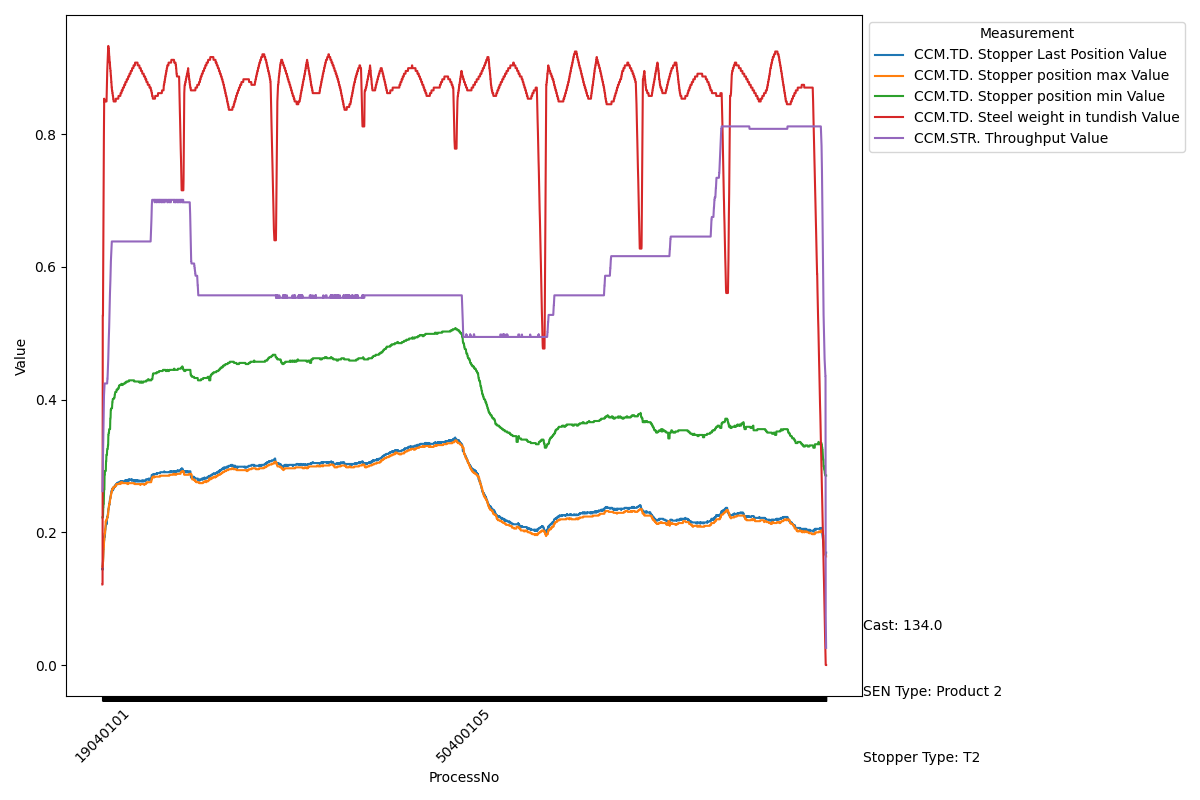 Measurement
CCM.TD. Stopper Last Position Value
CCM.TD. Stopper position max Value
CCM.TD. Stopper position min Value
CCM.TD. Steel weight in tundish Value
CCM.STR. Throughput Value
Value
0.8
0.6
0.4
0.2
0.0
Cast: 134.0
SEN Type: Product 2
Stopper Type: T2
19040101
50400105
ProcessNo